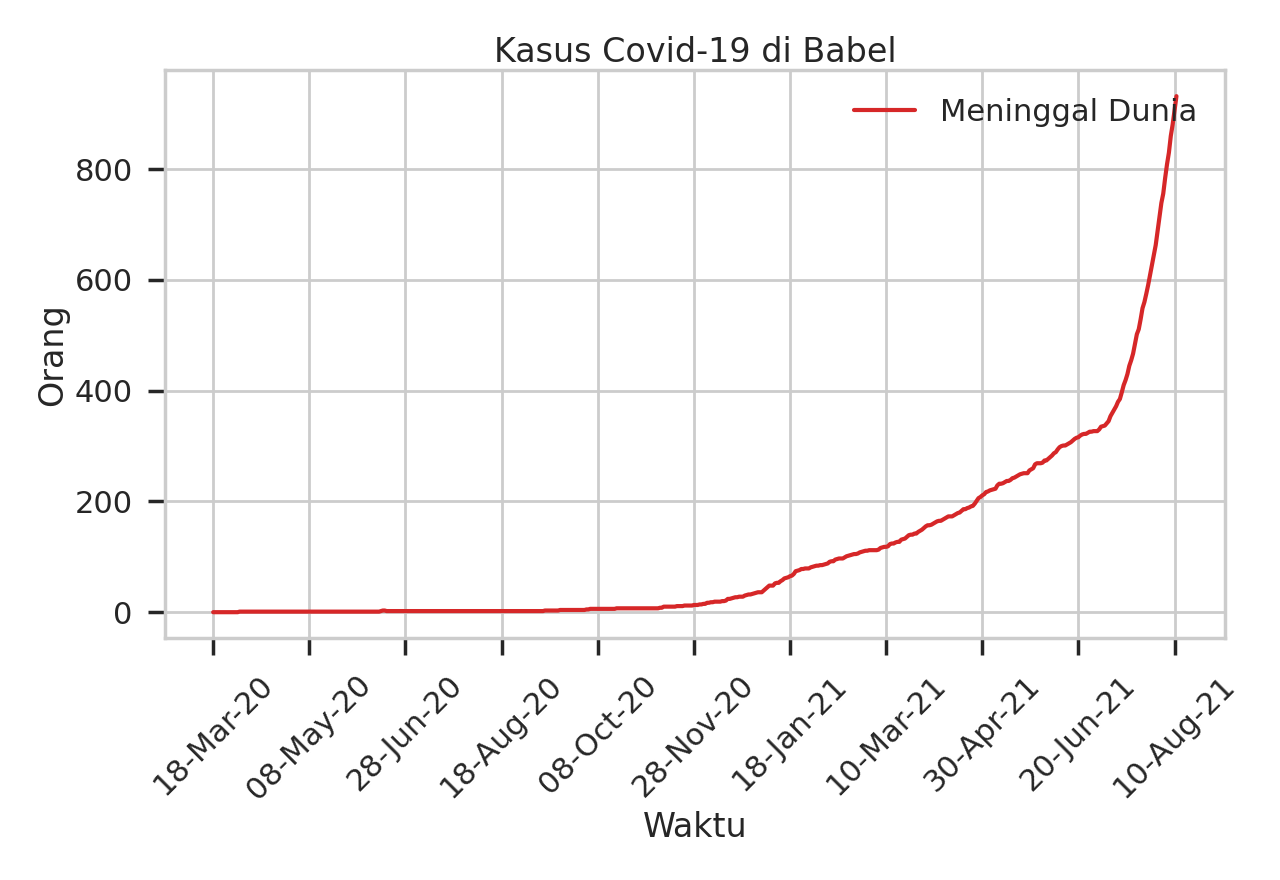 Kasus Covid-19 di Babel
Meninggal Dunia
Orang
800
600
400
200
0
18-Mar-20
08-May-20
28-Jun-20
18-Aug-20
08-Oct-20
28-Nov-20
18-Jan-21
10-Mar-21
30-Apr-21
20-Jun-21
10-Aug-21
Waktu